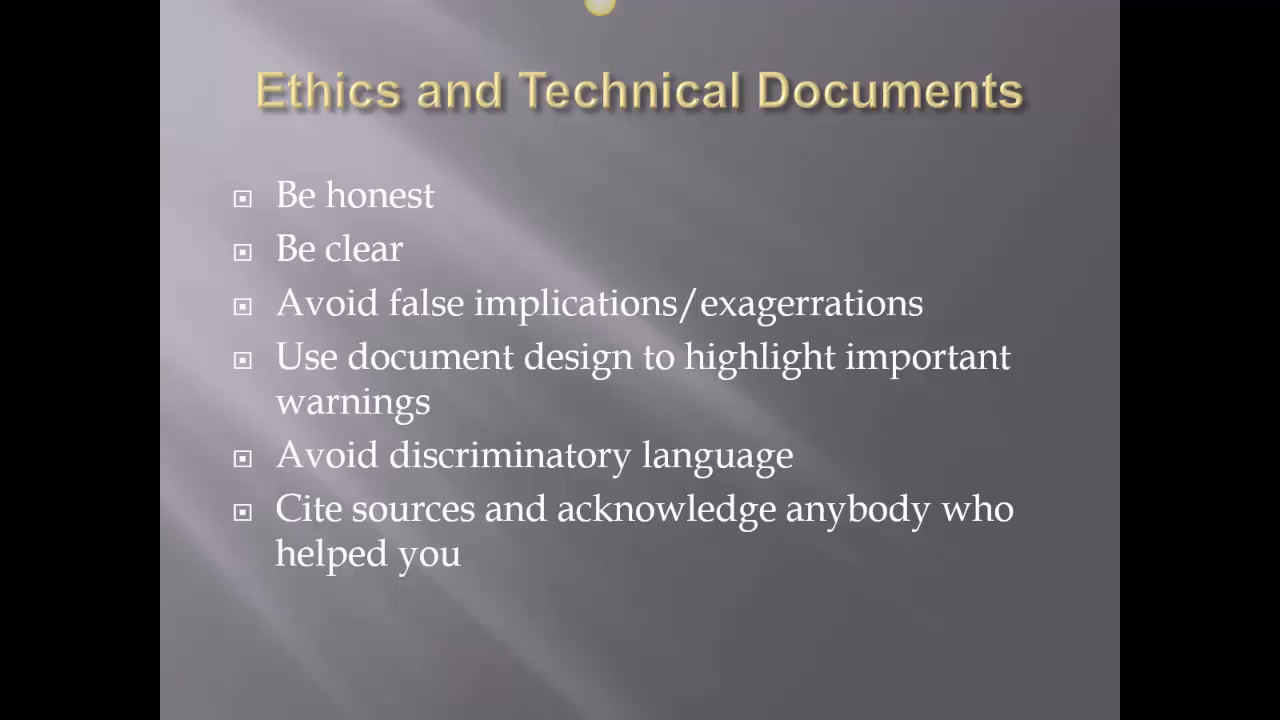 Ethics and Technical Documents
Be honest
Be clear
Avoid false implications/exagerrations
Use document design to highlight important
warnings
Avoid discriminatory language
Cite sources and acknowledge anybody who
helped you